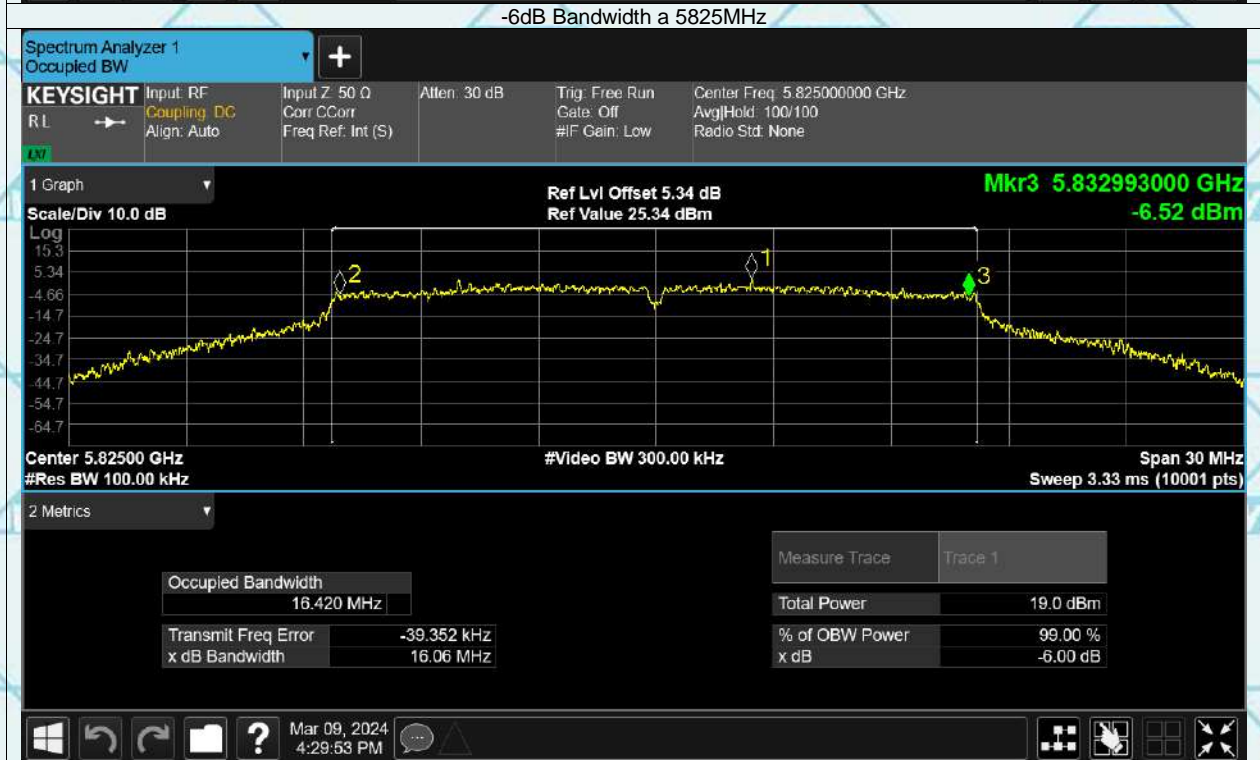 -6dB Bandwidth a 5825MHz
Spectrum Analyzer 1
Occupied BW
+
KEYSIGHT Input: RF Input Z: 50 Ω Atten: 30 dB Trig: Free Run Center Freq: 5.825000000 GHz
Coupling: DC Corr CCorr Gate: Off Avg|Hold: 100/100
RL Align: Auto Freq Ref: Int (S) #IF Gain: Low Radio Std: None
LXI
1 Graph Ref Lvl Offset 5.34 dB Mkr3 5.832993000 GHz
Scale/Div 10.0 dB Ref Value 25.34 dBm -6.52 dBm
Log
15.3
5.34
-4.66
-14.7
-24.7
-34.7
-44.7
-54.7
-64.7
2
1
3
Center 5.82500 GHz #Video BW 300.00 kHz Span 30 MHz
#Res BW 100.00 kHz Sweep 3.33 ms (10001 pts)
2 Metrics
Measure Trace Trace 1
Occupied Bandwidth
16.420 MHz Total Power 19.0 dBm
Transmit Freq Error -39.352 kHz % of OBW Power 99.00 %
x dB Bandwidth 16.06 MHz x dB -6.00 dB
? Mar 09, 2024
4:29:53 PM